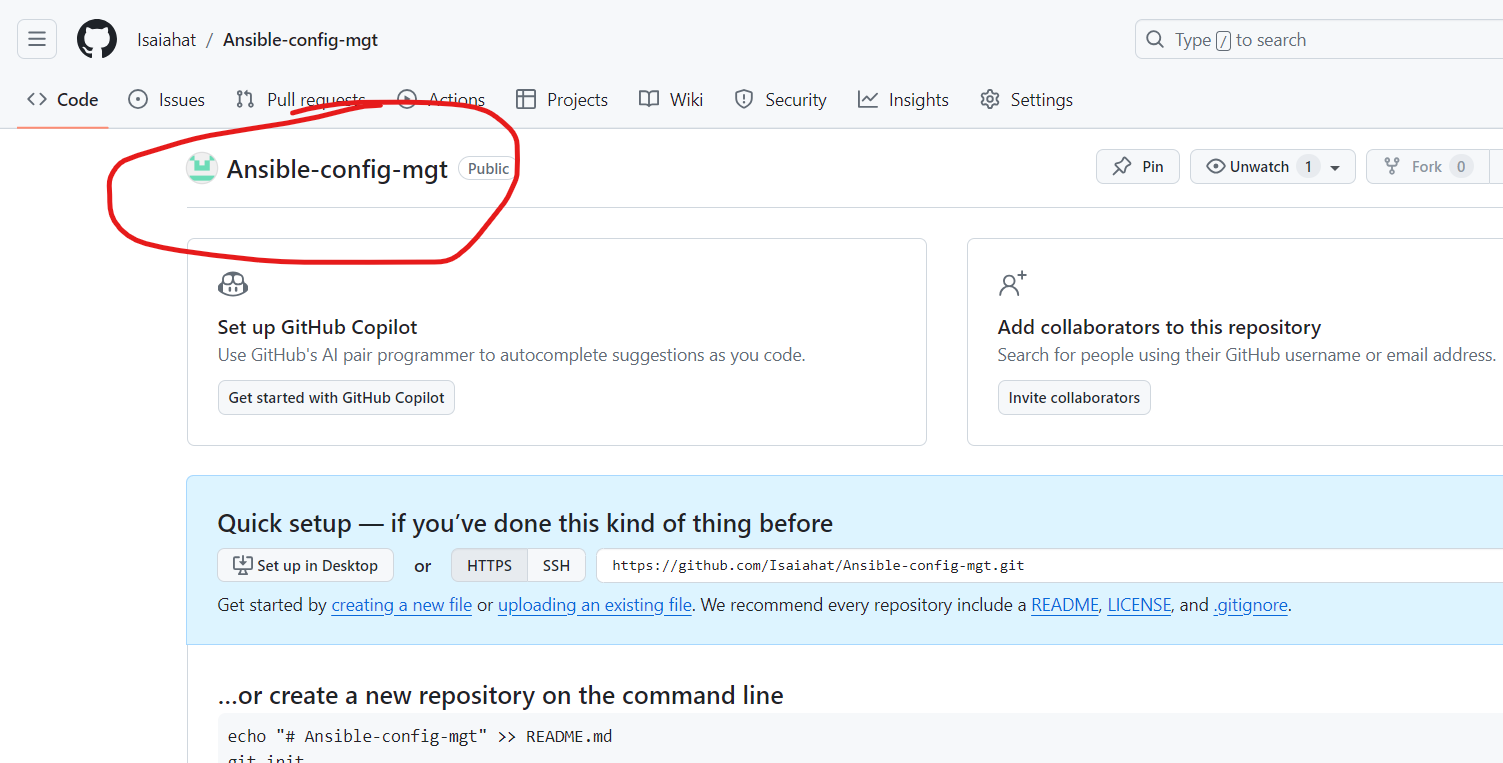 Isaiahat / Ansible-config-mgt
Type / to search
Code Issues Pull requests Actions Projects Wiki Security Insights Settings
Ansible-config-mgt Public
Pin Unwatch 1 Fork 0
Set up GitHub Copilot
Use GitHub's AI pair programmer to autocomplete suggestions as you code.
Get started with GitHub Copilot
Add collaborators to this repository
Search for people using their GitHub username or email address.
Invite collaborators
Quick setup — if you’ve done this kind of thing before
Set up in Desktop or HTTPS SSH https://github.com/Isaiahat/Ansible-config-mgt.git
Get started by creating a new file or uploading an existing file. We recommend every repository include a README, LICENSE, and .gitignore.
…or create a new repository on the command line
echo "# Ansible-config-mgt" >> README.md
git init